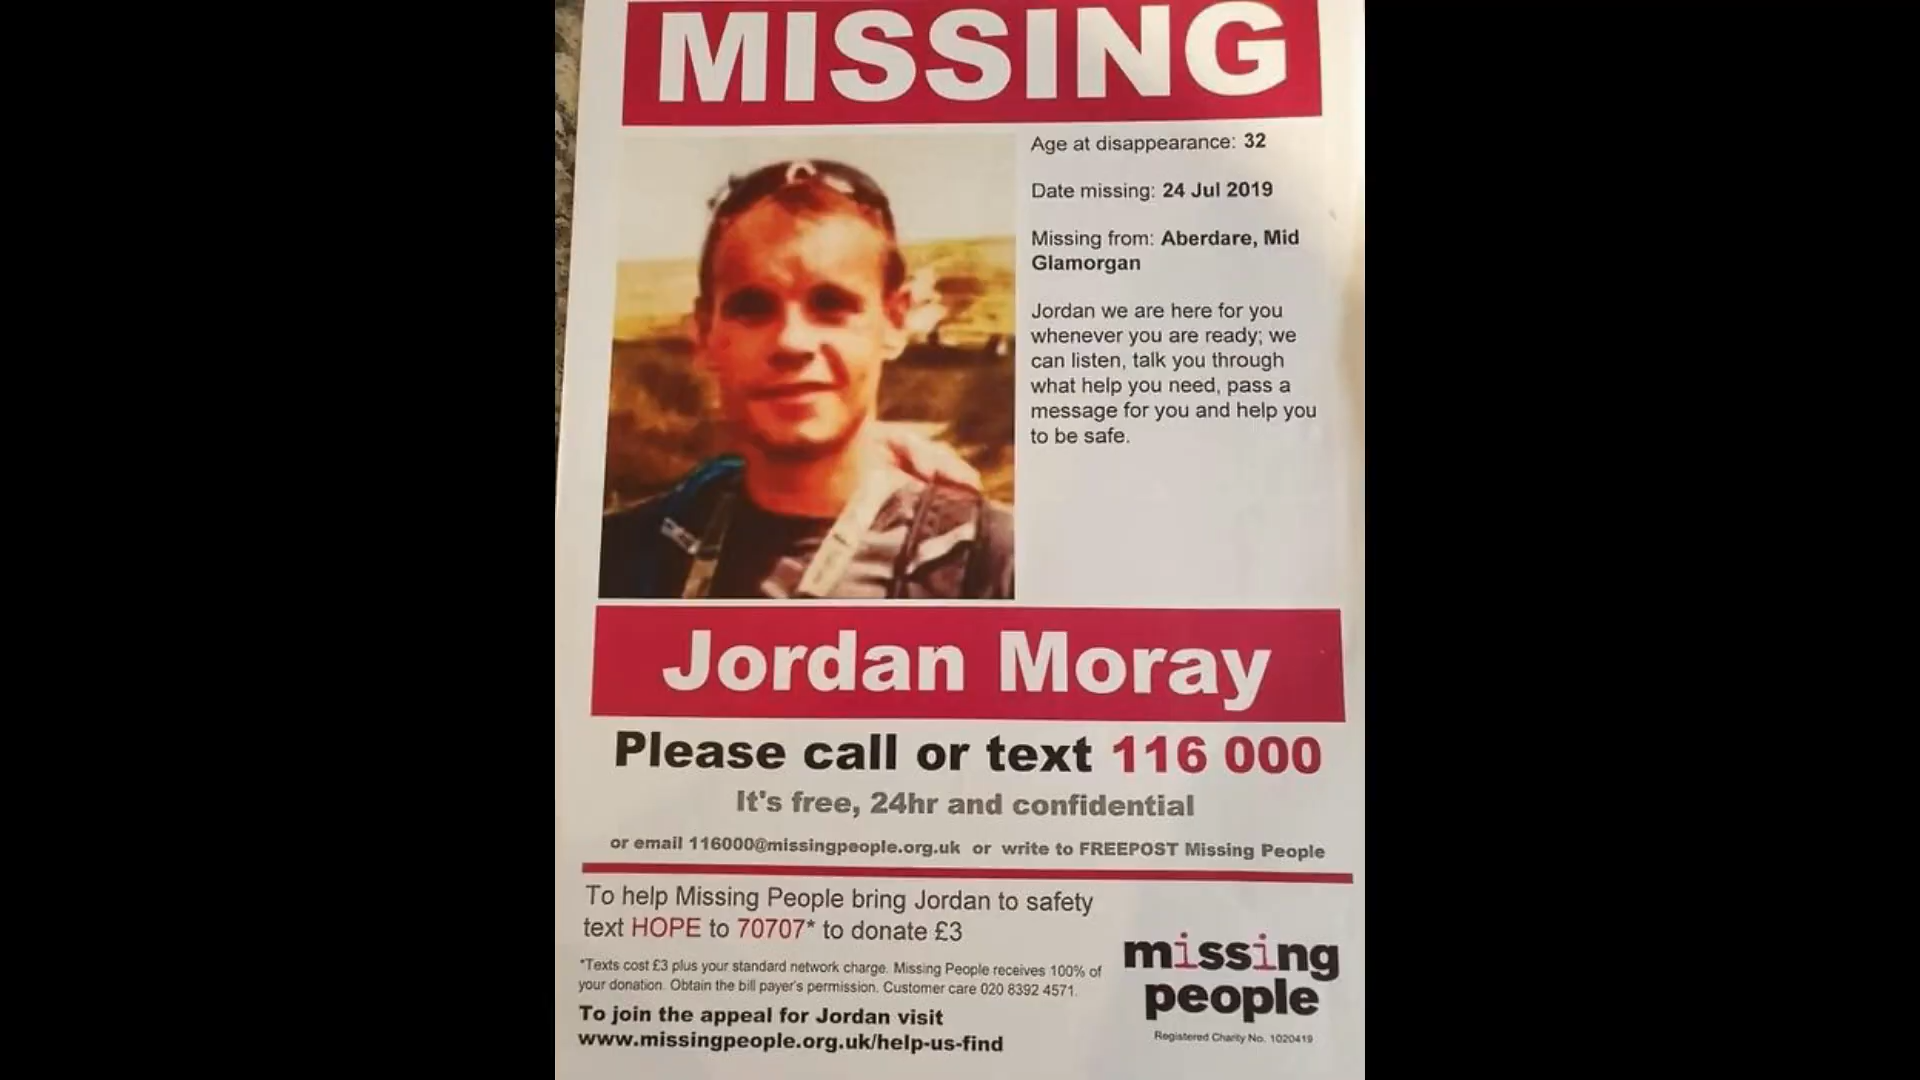 MISSING
Age at disappearance: 32
Date missing: 24 Jul 2019
Missing from: Aberdare, Mid
Glamorgan
Jordan we are here for you
whenever you are ready; we
can listen, talk you through
what help you need, pass a
message for you and help you
to be safe.
Jordan Moray
Please call or text 116 000
It's free, 24hr and confidential
or email 116000@missingpeople.org.uk or write to FREEPOST Missing People
To help Missing People bring Jordan to safety
text HOPE to 70707* to donate £3
*Texts cost £3 plus your standard network charge. Missing People receives 100% of
your donation. Obtain the bill payer's permission. Customer care 020 8392 4571.
To join the appeal for Jordan visit
www.missingpeople.org.uk/help-us-find
missing
people
Registered Charity No. 1020419